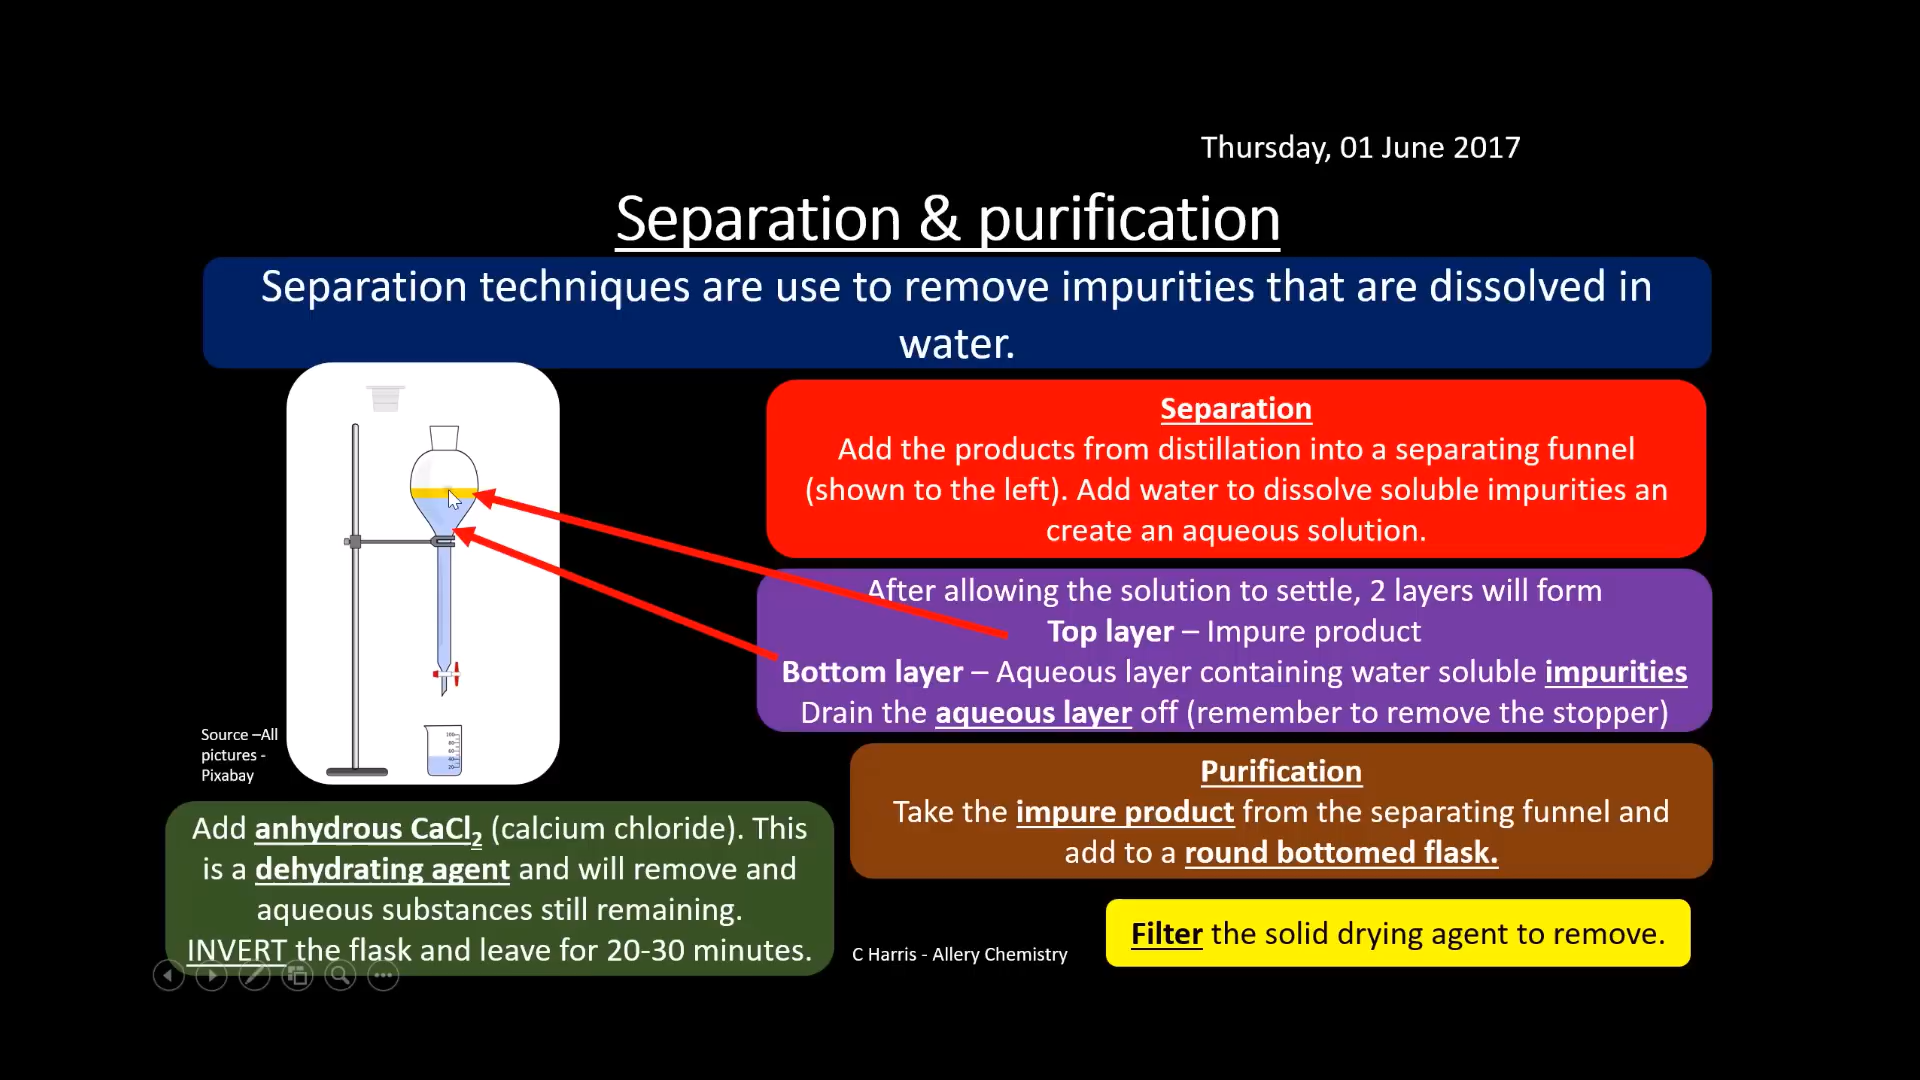 Thursday, 01 June 2017
Separation & purification
Separation techniques are use to remove impurities that are dissolved in
water.
Separation
Add the products from distillation into a separating funnel
(shown to the left). Add water to dissolve soluble impurities an
create an aqueous solution.
After allowing the solution to settle, 2 layers will form
Top layer – Impure product
Bottom layer – Aqueous layer containing water soluble impurities
Drain the aqueous layer off (remember to remove the stopper)
Source –All
pictures -
Pixabay
Purification
Take the impure product from the separating funnel and
add to a round bottomed flask.
Add anhydrous CaCl₂ (calcium chloride). This
is a dehydrating agent and will remove and
aqueous substances still remaining.
INVERT the flask and leave for 20-30 minutes.
C Harris - Allery Chemistry
Filter the solid drying agent to remove.